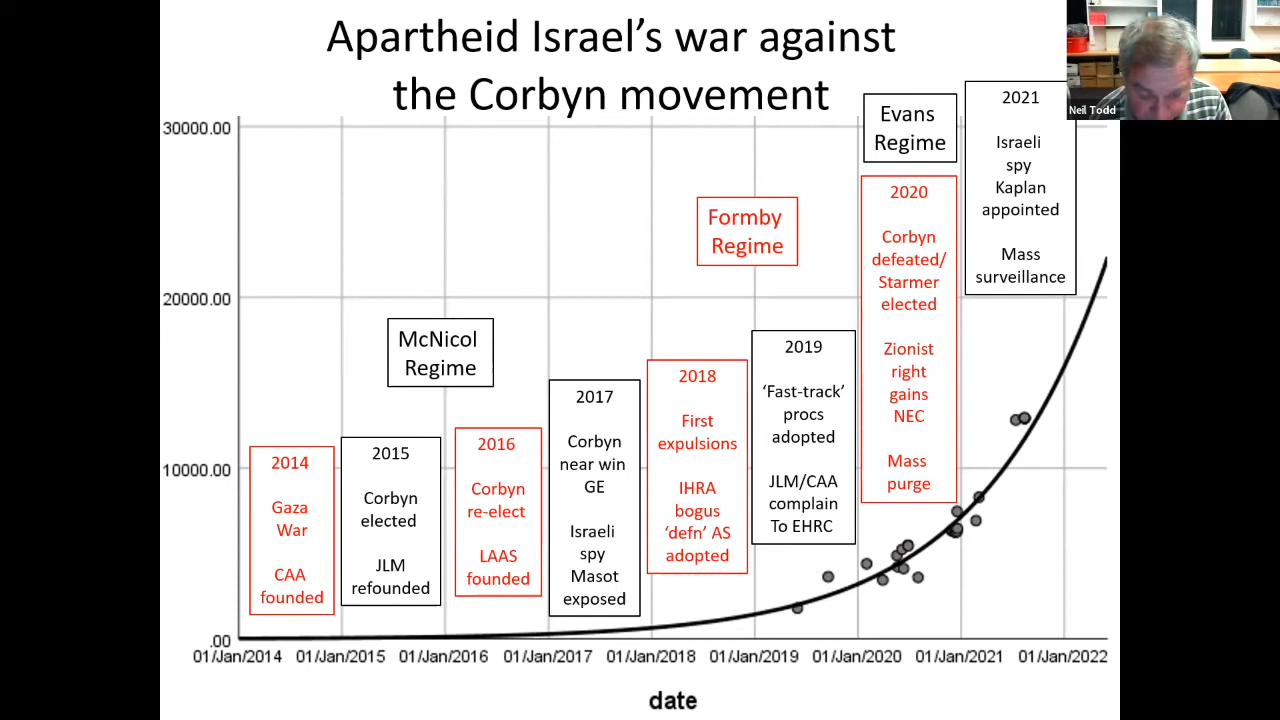 Apartheid Israel's war against
the Corbyn movement
Neil Todd
30000.00
20000.00
10000.00
.00
McNicol
Regime
Formby
Regime
Evans
Regime
2014
Gaza
War
CAA
founded
2015
Corbyn
elected
JLM
refounded
2016
Corbyn
re-elect
LAAS
founded
2017
Corbyn
near win
GE
Israeli
spy
Masot
exposed
2018
First
expulsions
IHRA
bogus
‘defn’ AS
adopted
2019
‘Fast-track’
procs
adopted
JLM/CAA
complain
To EHRC
2020
Corbyn
defeated/
Starmer
elected
Zionist
right
gains
NEC
Mass
purge
2021
Israeli
spy
Kaplan
appointed
Mass
surveillance
01/Jan/2014 01/Jan/2015 01/Jan/2016 01/Jan/2017 01/Jan/2018 01/Jan/2019 01/Jan/2020 01/Jan/2021 01/Jan/2022
date